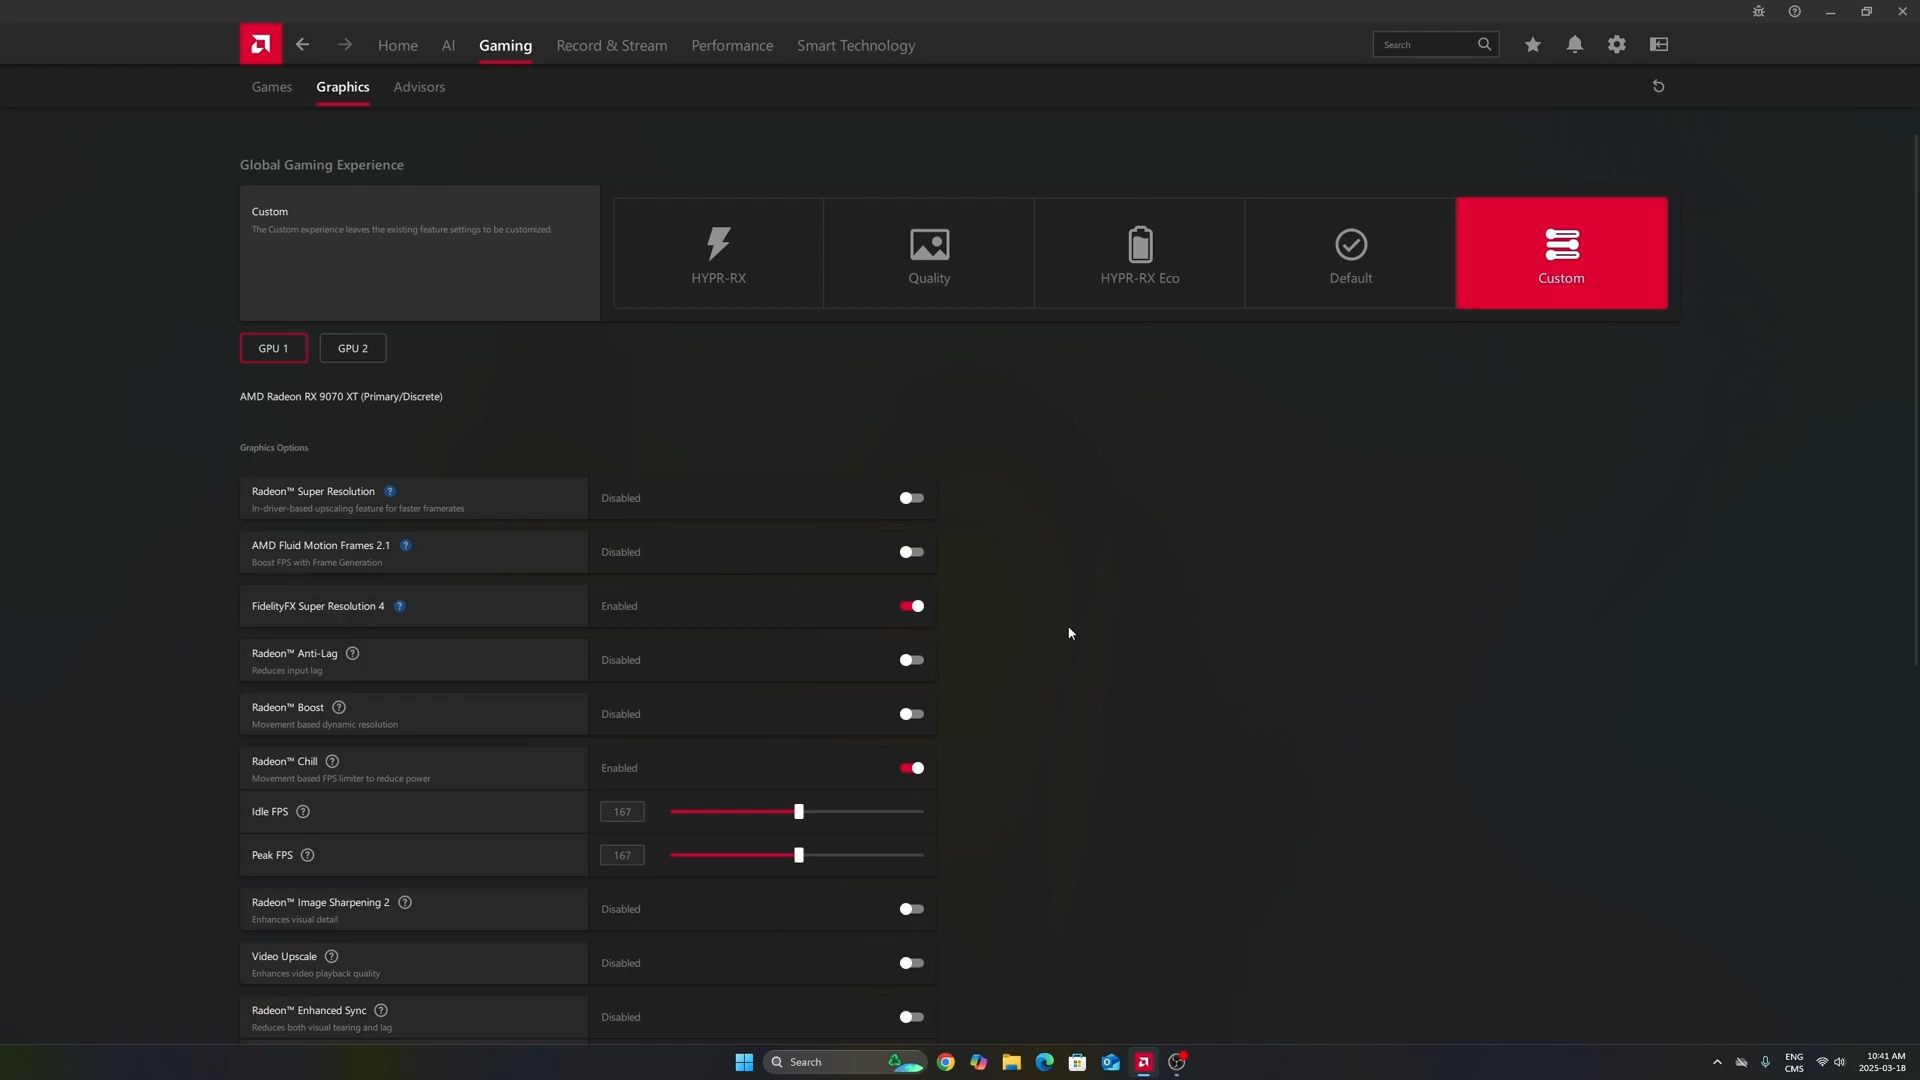 Home
AI
Gaming
Record & Stream
Performance
Smart Technology
Search
Games
Graphics
Advisors
Global Gaming Experience
Custom
The Custom experience leaves the existing feature settings to be customized.
HYPR-RX
Quality
HYPR-RX Eco
Default
Custom
GPU 1
GPU 2
AMD Radeon RX 9070 XT (Primary/Discrete)
Graphics Options
Radeon™ Super Resolution ?
In-driver-based upscaling feature for faster framerates
Disabled
AMD Fluid Motion Frames 2.1 ?
Boost FPS with Frame Generation
Disabled
FidelityFX Super Resolution 4 ?
Enabled
Radeon™ Anti-Lag ?
Reduces input lag
Disabled
Radeon™ Boost ?
Movement based dynamic resolution
Disabled
Radeon™ Chill ?
Movement based FPS limiter to reduce power
Enabled
Idle FPS ?
167
Peak FPS ?
167
Radeon™ Image Sharpening 2 ?
Enhances visual detail
Disabled
Video Upscale ?
Enhances video playback quality
Disabled
Radeon™ Enhanced Sync ?
Reduces both visual tearing and lag
Disabled
Search
ENG
CMS
10:41 AM
2025-03-18